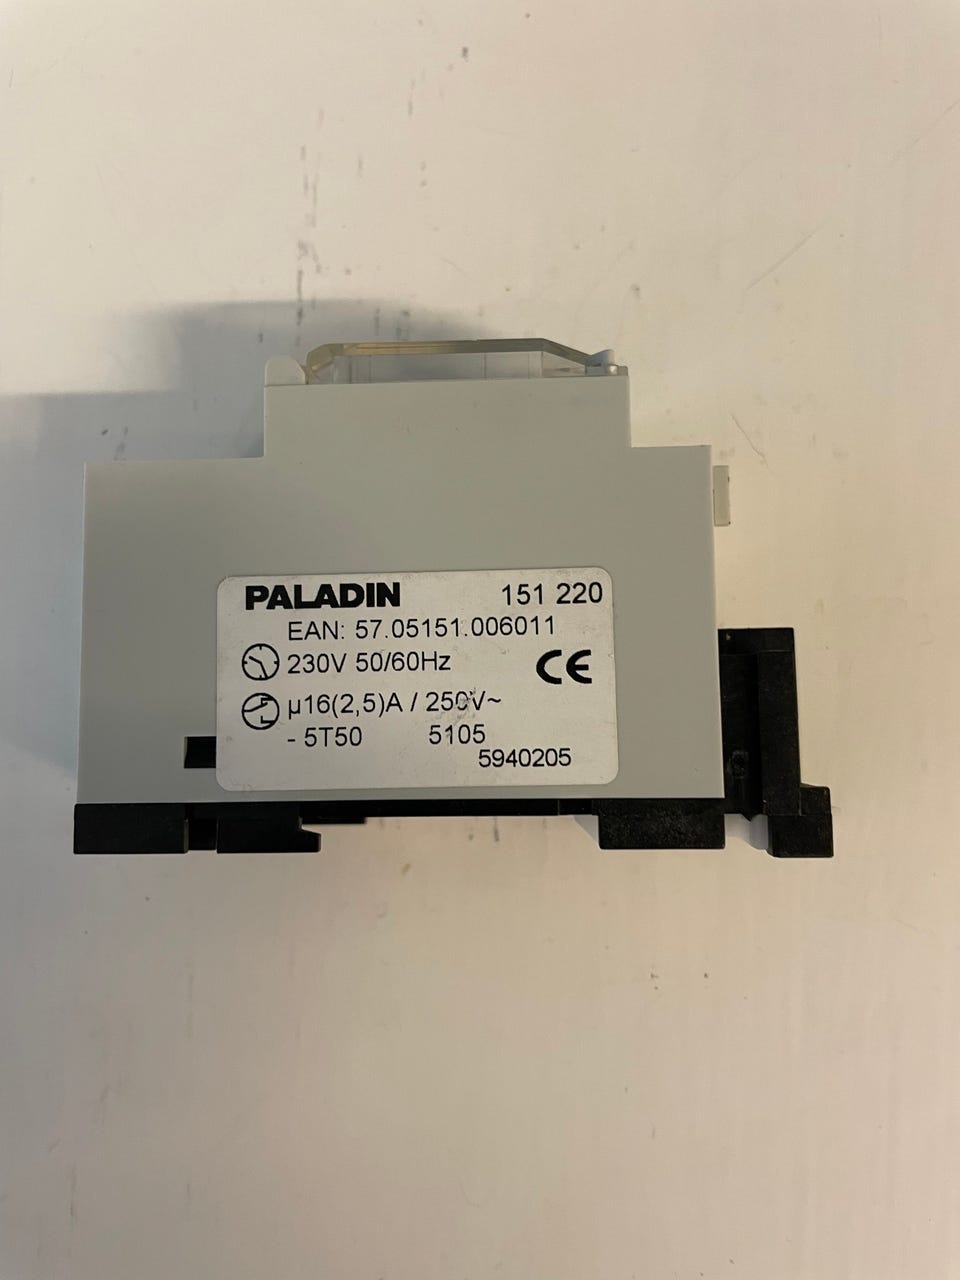 PALADIN 151 220
EAN: 57.05151.006011
230V 50/60Hz CE
µ16(2,5)A / 250V~
- 5T50 5105
5940205